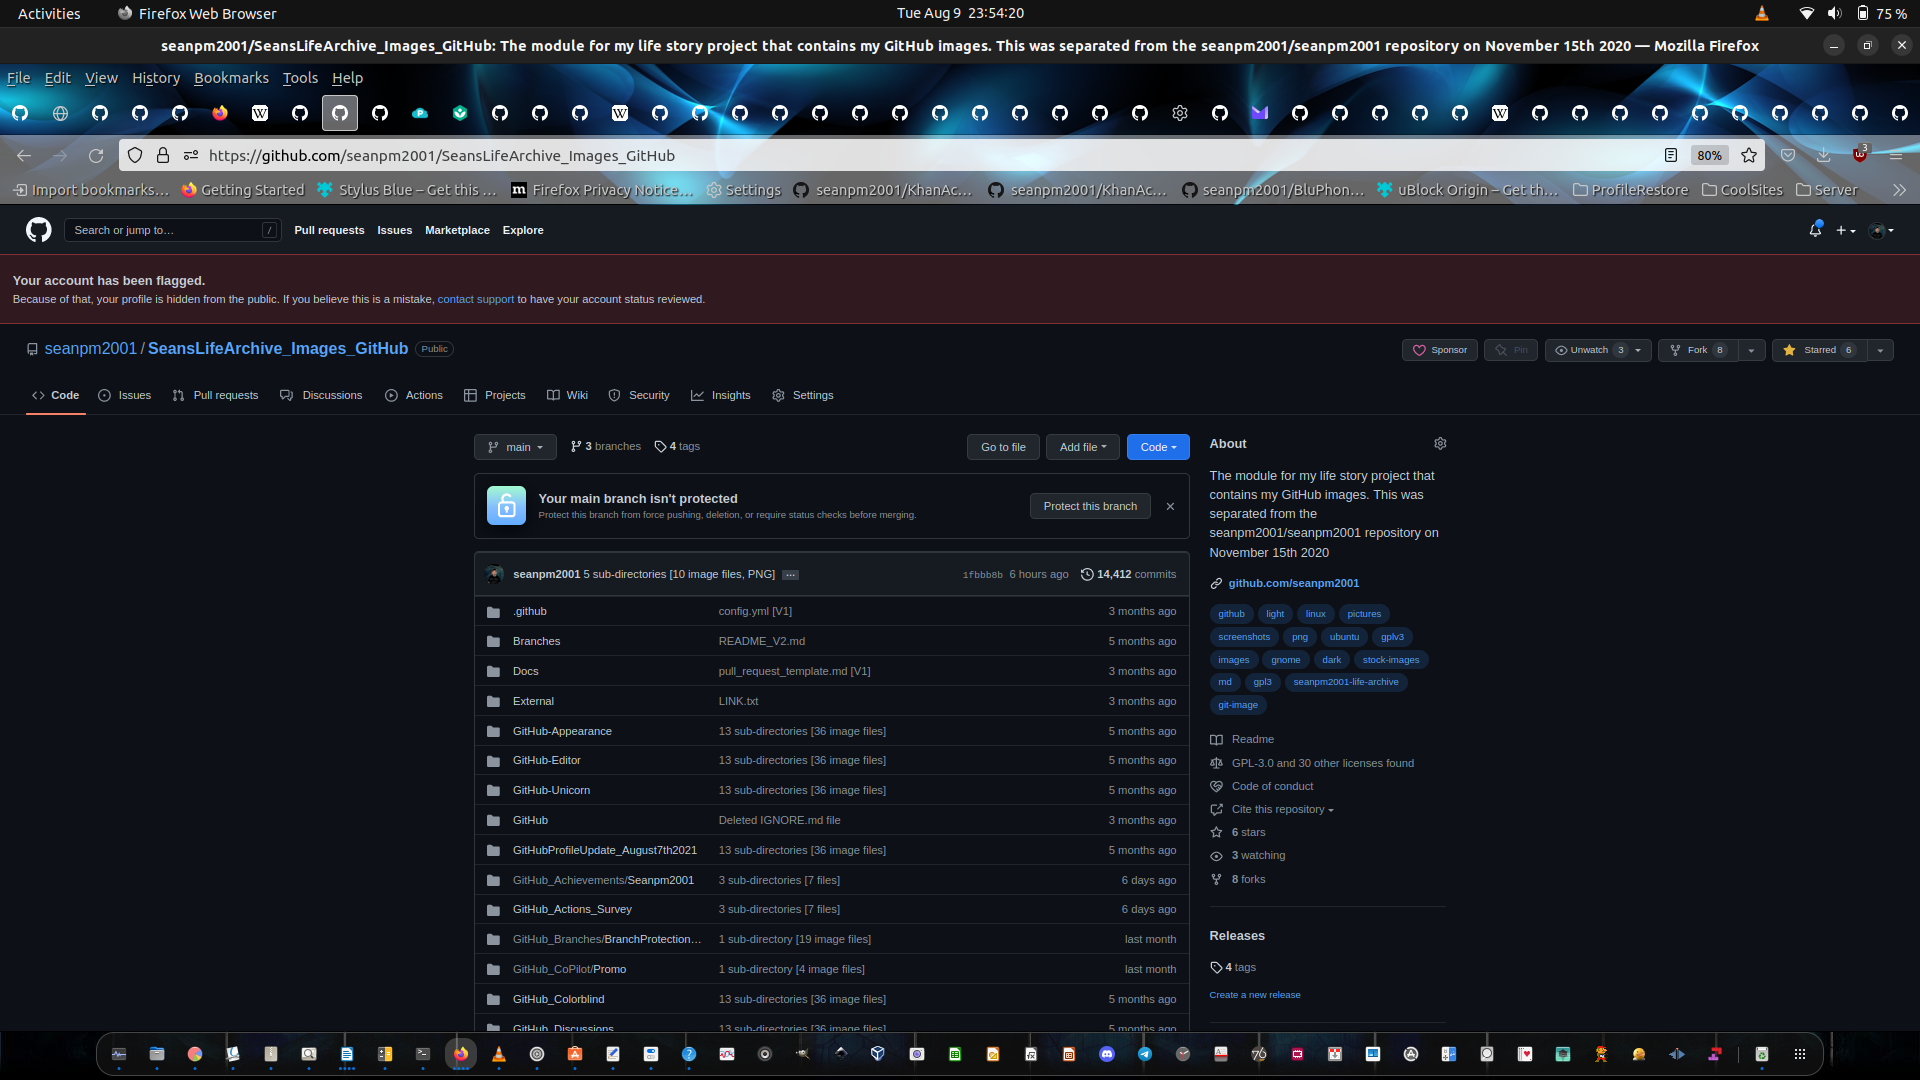 Activities
Firefox Web Browser
Tue Aug 9 23:54:20
75 %
seanpm2001/SeansLifeArchive_Images_GitHub: The module for my life story project that contains my GitHub images. This was separated from the seanpm2001/seanpm2001 repository on November 15th 2020 — Mozilla Firefox
File Edit View History Bookmarks Tools Help
https://github.com/seanpm2001/SeansLifeArchive_Images_GitHub
80%
3
Import bookmarks…
Getting Started
Stylus Blue – Get this …
Firefox Privacy Notice…
Settings
seanpm2001/KhanAc…
seanpm2001/KhanAc…
seanpm2001/BluPhon…
uBlock Origin – Get th…
ProfileRestore
CoolSites
Server
Search or jump to…
/
Pull requests
Issues
Marketplace
Explore
Your account has been flagged.
Because of that, your profile is hidden from the public. If you believe this is a mistake, contact support to have your account status reviewed.
seanpm2001 / SeansLifeArchive_Images_GitHub Public
Sponsor
Pin
Unwatch 3
Fork 8
Starred 6
Code
Issues
Pull requests
Discussions
Actions
Projects
Wiki
Security
Insights
Settings
main
3 branches
4 tags
Go to file
Add file
Code
Your main branch isn't protected
Protect this branch from force pushing, deletion, or require status checks before merging.
Protect this branch
seanpm2001 5 sub-directories [10 image files, PNG] …
1fbbb8b 6 hours ago
14,412 commits
.github config.yml [V1] 3 months ago
Branches README_V2.md 5 months ago
Docs pull_request_template.md [V1] 3 months ago
External LINK.txt 3 months ago
GitHub-Appearance 13 sub-directories [36 image files] 5 months ago
GitHub-Editor 13 sub-directories [36 image files] 5 months ago
GitHub-Unicorn 13 sub-directories [36 image files] 5 months ago
GitHub Deleted IGNORE.md file 3 months ago
GitHubProfileUpdate_August7th2021 13 sub-directories [36 image files] 5 months ago
GitHub_Achievements/Seanpm2001 3 sub-directories [7 files] 6 days ago
GitHub_Actions_Survey 3 sub-directories [7 files] 6 days ago
GitHub_Branches/BranchProtection… 1 sub-directory [19 image files] last month
GitHub_CoPilot/Promo 1 sub-directory [4 image files] last month
GitHub_Colorblind 13 sub-directories [36 image files] 5 months ago
GitHub_Discussions 13 sub-directories [36 image files] 5 months ago
About
The module for my life story project that
contains my GitHub images. This was
separated from the
seanpm2001/seanpm2001 repository on
November 15th 2020
github.com/seanpm2001
github light linux pictures
screenshots png ubuntu gplv3
images gnome dark stock-images
md gpl3 seanpm2001-life-archive
git-image
Readme
GPL-3.0 and 30 other licenses found
Code of conduct
Cite this repository
6 stars
3 watching
8 forks
Releases
4 tags
Create a new release